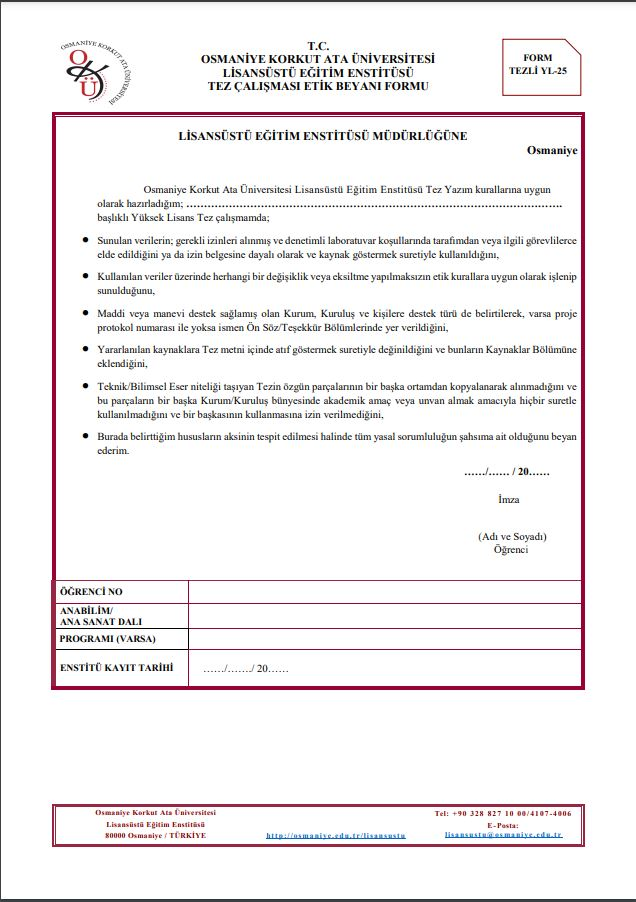 OSMANİYE KORKUT ATA ÜNİVERSİTESİ
OKÜ
T.C.
OSMANİYE KORKUT ATA ÜNİVERSİTESİ
LİSANSÜSTÜ EĞİTİM ENSTİTÜSÜ
TEZ ÇALIŞMASI ETİK BEYANI FORMU
FORM
TEZLİ YL-25
LİSANSÜSTÜ EĞİTİM ENSTİTÜSÜ MÜDÜRLÜĞÜNE
Osmaniye
Osmaniye Korkut Ata Üniversitesi Lisansüstü Eğitim Enstitüsü Tez Yazım kurallarına uygun
olarak hazırladığım; ………………………………………………………………………………………….
başlıklı Yüksek Lisans Tez çalışmamda;
● Sunulan verilerin; gerekli izinleri alınmış ve denetimli laboratuvar koşullarında tarafımdan veya ilgili görevlilerce
elde edildiğini ya da izin belgesine dayalı olarak ve kaynak göstermek suretiyle kullanıldığını,
● Kullanılan veriler üzerinde herhangi bir değişiklik veya eksiltme yapılmaksızın etik kurallara uygun olarak işlenip
sunulduğunu,
● Maddi veya manevi destek sağlamış olan Kurum, Kuruluş ve kişilere destek türü de belirtilerek, varsa proje
protokol numarası ile yoksa ismen Ön Söz/Teşekkür Bölümlerinde yer verildiğini,
● Yararlanılan kaynaklara Tez metni içinde atıf göstermek suretiyle değinildiğini ve bunların Kaynaklar Bölümüne
eklendiğini,
● Teknik/Bilimsel Eser niteliği taşıyan Tezin özgün parçalarının bir başka ortamdan kopyalanarak alınmadığını ve
bu parçaların bir başka Kurum/Kuruluş bünyesinde akademik amaç veya unvan almak amacıyla hiçbir suretle
kullanılmadığını ve bir başkasının kullanmasına izin verilmediğini,
● Burada belirttiğim hususların aksinin tespit edilmesi halinde tüm yasal sorumluluğun şahsıma ait olduğunu beyan
ederim.
……/…… / 20……
İmza
(Adı ve Soyadı)
Öğrenci
ÖĞRENCİ NO
ANABİLİM/
ANA SANAT DALI
PROGRAMI (VARSA)
ENSTİTÜ KAYIT TARİHİ ……/……./ 20……
Osmaniye Korkut Ata Üniversitesi
Lisansüstü Eğitim Enstitüsü
80000 Osmaniye / TÜRKİYE
http://osmaniye.edu.tr/lisansustu
Tel: +90 328 827 10 00/4107-4006
E-Posta:
lisansustu@osmaniye.edu.tr